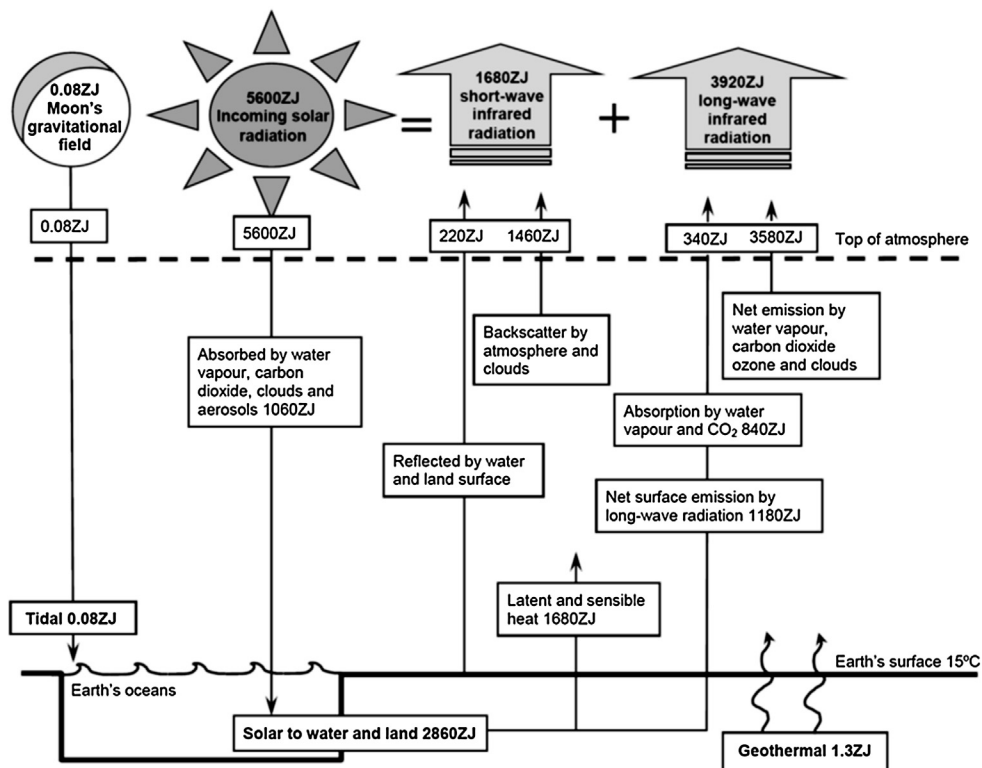 0.08ZJ
Moon's
gravitational
field
5600ZJ
Incoming solar
radiation
=
1680ZJ
short-wave
infrared
radiation
+
3920ZJ
long-wave
infrared
radiation
0.08ZJ
5600ZJ
220ZJ 1460ZJ
340ZJ 3580ZJ
Top of atmosphere
Absorbed by water
vapour, carbon
dioxide, clouds and
aerosols 1060ZJ
Backscatter by
atmosphere and
clouds
Net emission by
water vapour,
carbon dioxide
ozone and clouds
Reflected by water
and land surface
Absorption by water
vapour and CO₂ 840ZJ
Net surface emission by
long-wave radiation 1180ZJ
Latent and sensible
heat 1680ZJ
Tidal 0.08ZJ
Earth's oceans
Earth's surface 15ºC
Solar to water and land 2860ZJ
Geothermal 1.3ZJ